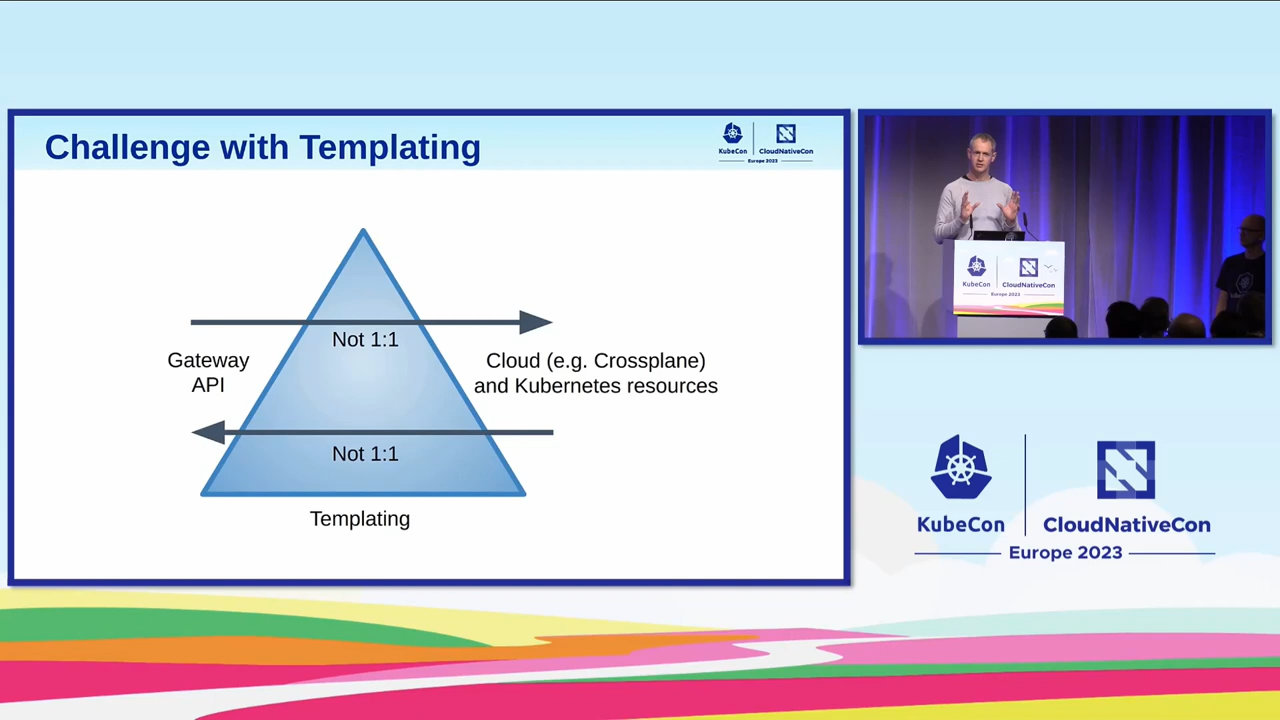 Challenge with Templating
KubeCon
CloudNativeCon
Europe 2023
Not 1:1
Gateway
API
Cloud (e.g. Crossplane)
and Kubernetes resources
Not 1:1
Templating
KubeCon
CloudNativeCon
Europe 2023
KubeCon
CloudNativeCon
Europe 2023